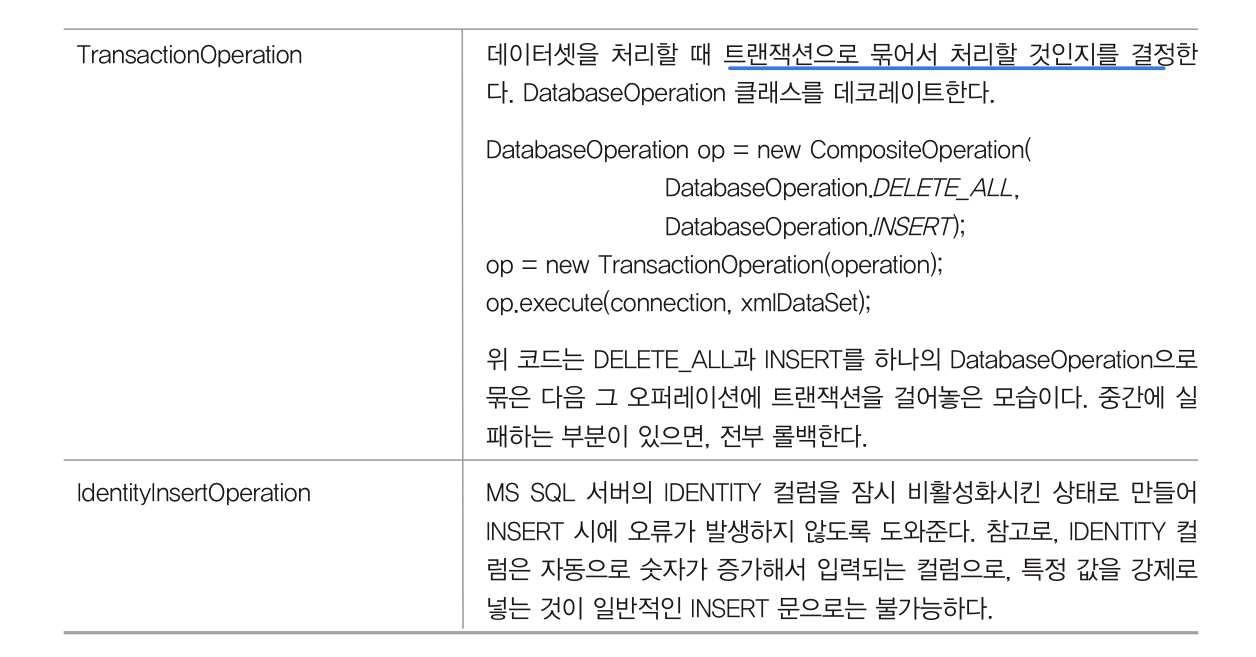 TransactionOperation
데이터셋을 처리할 때 트랜잭션으로 묶어서 처리할 것인지를 결정한
다. DatabaseOperation 클래스를 데코레이트한다.
DatabaseOperation op = new CompositeOperation(
DatabaseOperation.DELETE_ALL,
DatabaseOperation.INSERT);
op = new TransactionOperation(operation);
op.execute(connection, xmlDataSet);
위 코드는 DELETE_ALL과 INSERT를 하나의 DatabaseOperation으로
묶은 다음 그 오퍼레이션에 트랜잭션을 걸어놓은 모습이다. 중간에 실
패하는 부분이 있으면, 전부 롤백한다.
IdentityInsertOperation
MS SQL 서버의 IDENTITY 컬럼을 잠시 비활성화시킨 상태로 만들어
INSERT 시에 오류가 발생하지 않도록 도와준다. 참고로, IDENTITY 컬
럼은 자동으로 숫자가 증가해서 입력되는 컬럼으로, 특정 값을 강제로
넣는 것이 일반적인 INSERT 문으로는 불가능하다.